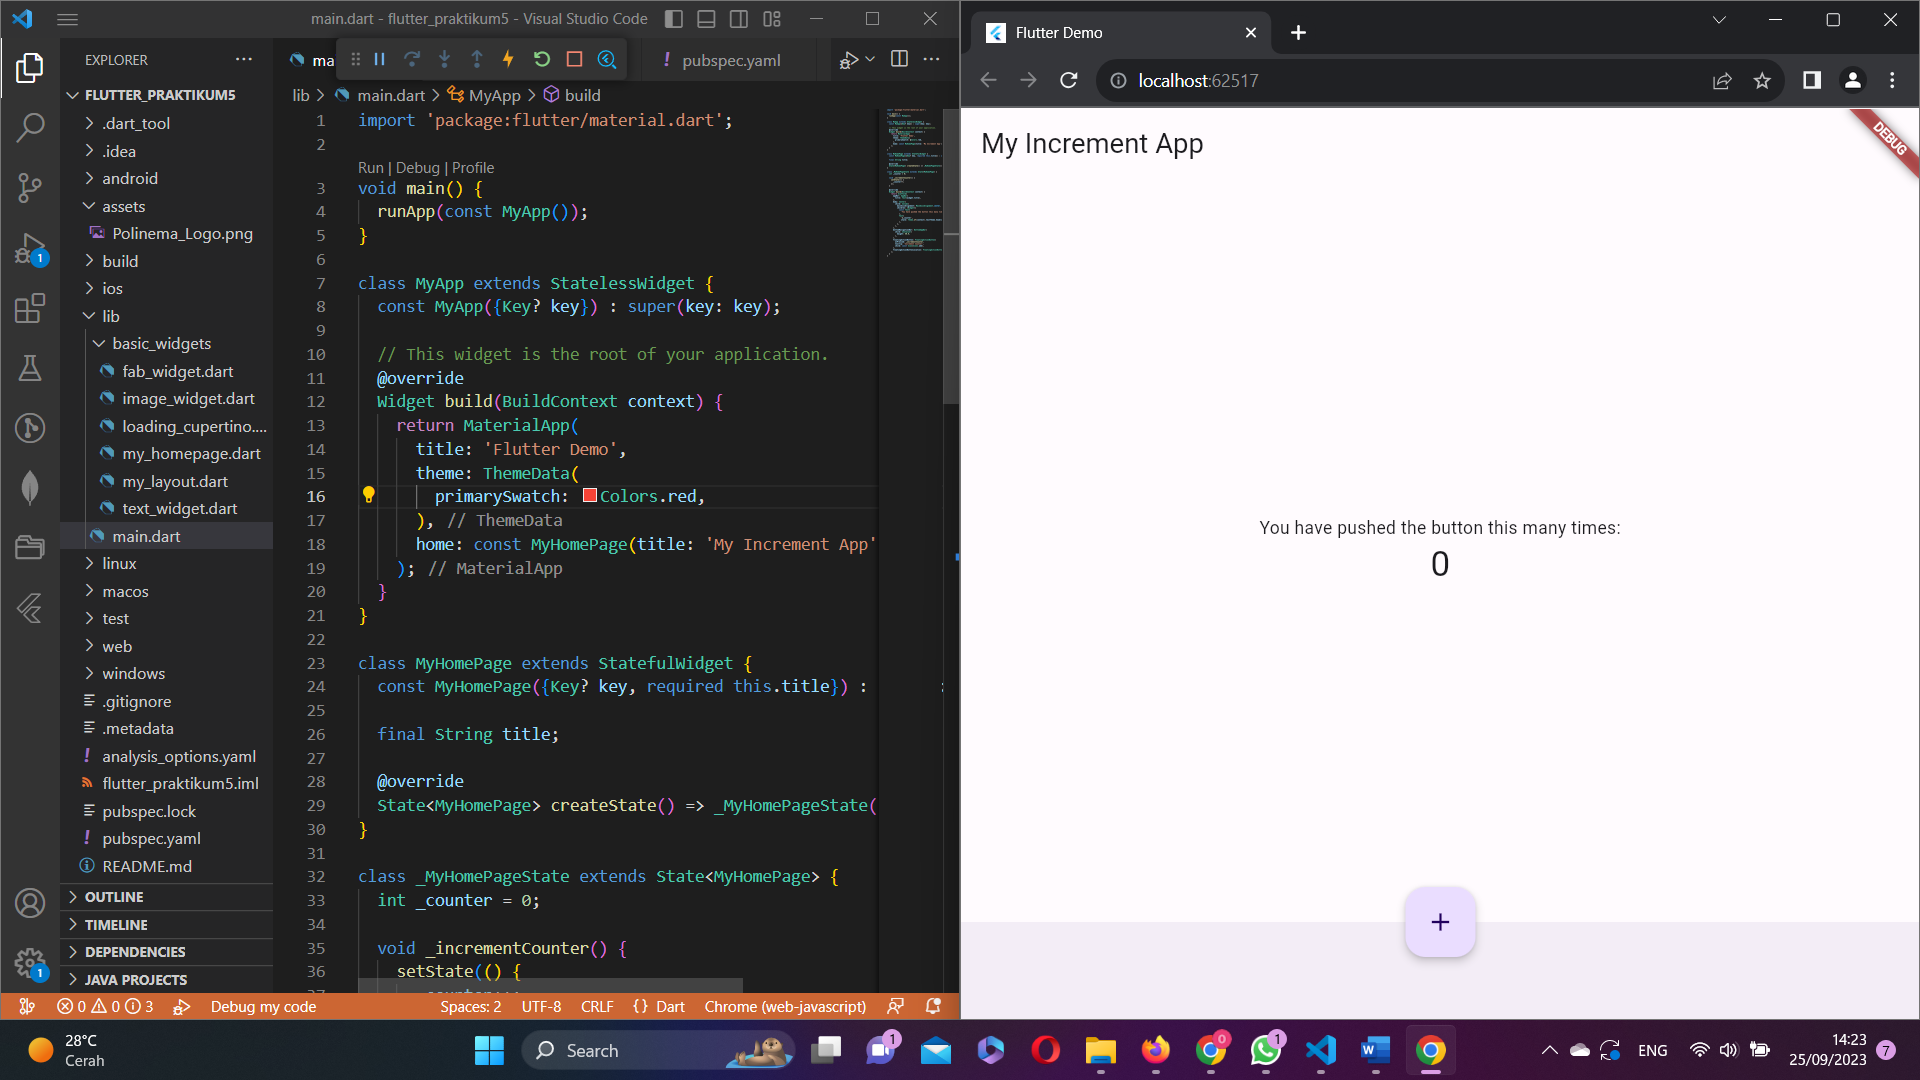 main.dart - flutter_praktikum5 - Visual Studio Code
EXPLORER
FLUTTER_PRAKTIKUM5
.dart_tool
.idea
android
assets
Polinema_Logo.png
build
ios
lib
basic_widgets
fab_widget.dart
image_widget.dart
loading_cupertino....
my_homepage.dart
my_layout.dart
text_widget.dart
main.dart
linux
macos
test
web
windows
.gitignore
.metadata
analysis_options.yaml
flutter_praktikum5.iml
pubspec.lock
pubspec.yaml
README.md
OUTLINE
TIMELINE
DEPENDENCIES
JAVA PROJECTS
1
1
ma
! pubspec.yaml
lib > main.dart > MyApp > build
1 import 'package:flutter/material.dart';
2
Run | Debug | Profile
3 void main() {
4 runApp(const MyApp());
5 }
6
7 class MyApp extends StatelessWidget {
8 const MyApp({Key? key}) : super(key: key);
9
10 // This widget is the root of your application.
11 @override
12 Widget build(BuildContext context) {
13 return MaterialApp(
14 title: 'Flutter Demo',
15 theme: ThemeData(
16 primarySwatch: Colors.red,
17 ), // ThemeData
18 home: const MyHomePage(title: 'My Increment App'
19 ); // MaterialApp
20 }
21 }
22
23 class MyHomePage extends StatefulWidget {
24 const MyHomePage({Key? key, required this.title}) :
25
26 final String title;
27
28 @override
29 State<MyHomePage> createState() => _MyHomePageState(
30 }
31
32 class _MyHomePageState extends State<MyHomePage> {
33 int _counter = 0;
34
35 void _incrementCounter() {
36 setState(() {
0 0 3 Debug my code Spaces: 2 UTF-8 CRLF {} Dart Chrome (web-javascript)
Flutter Demo
localhost:62517
My Increment App
DEBUG
You have pushed the button this many times:
0
+
28°C
Cerah
Search
1
0
1
ENG
14:23
25/09/2023
7